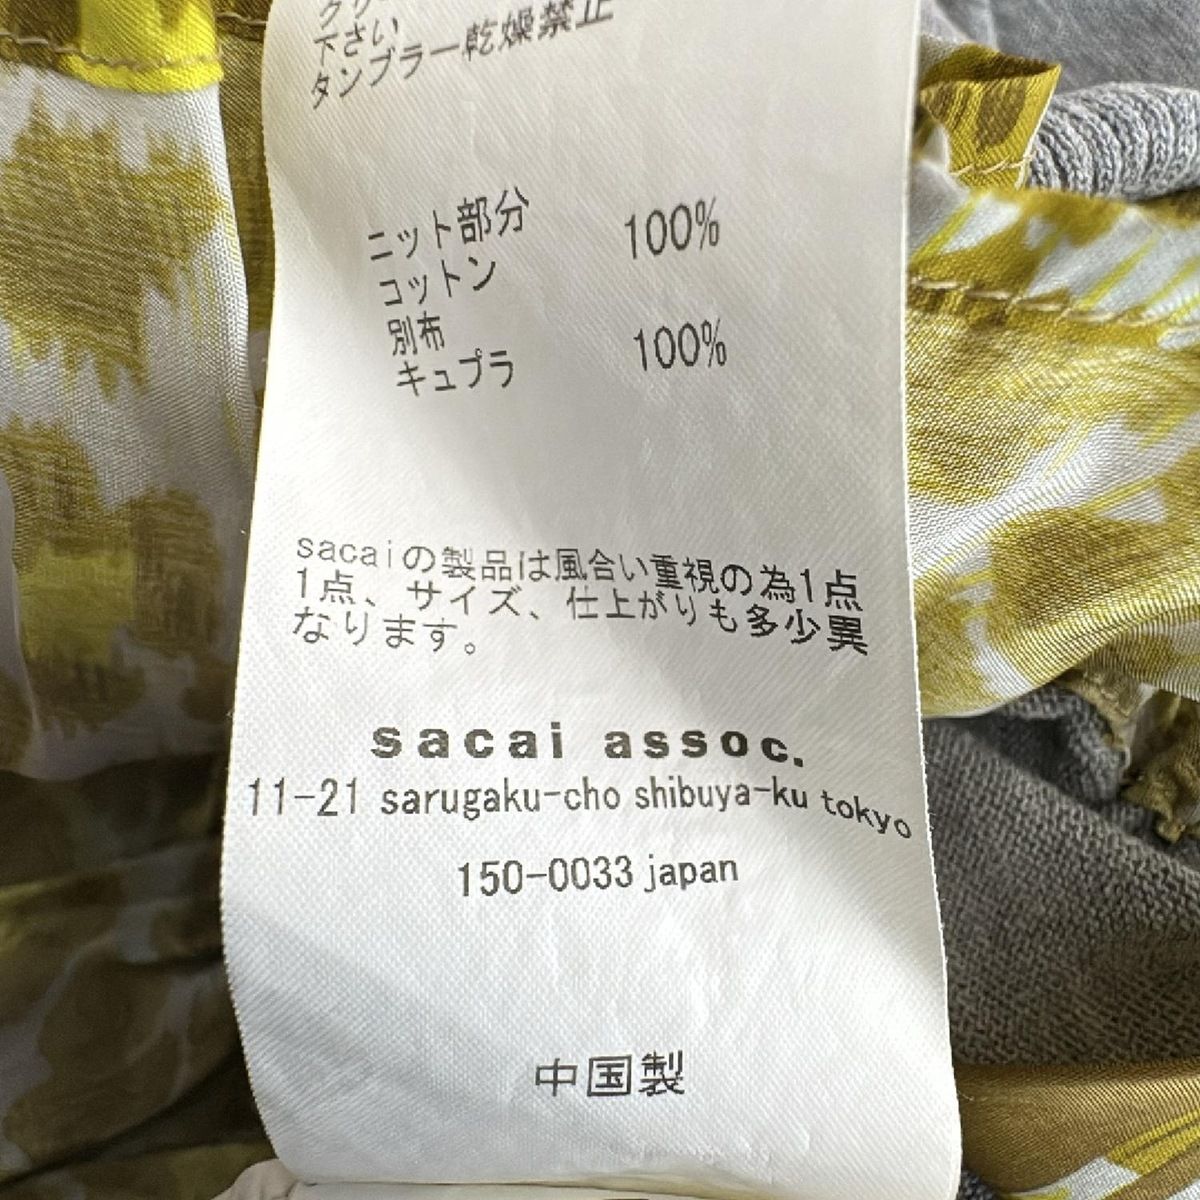 下さい
タンブラー乾燥禁止
ニット部分 100%
コットン
別布 100%
キュプラ
sacaiの製品は風合い重視の為1点
1点、サイズ、仕上がりも多少異
なります。
sacai assoc.
11-21 sarugaku-cho shibuya-ku tokyo
150-0033 japan
中国製